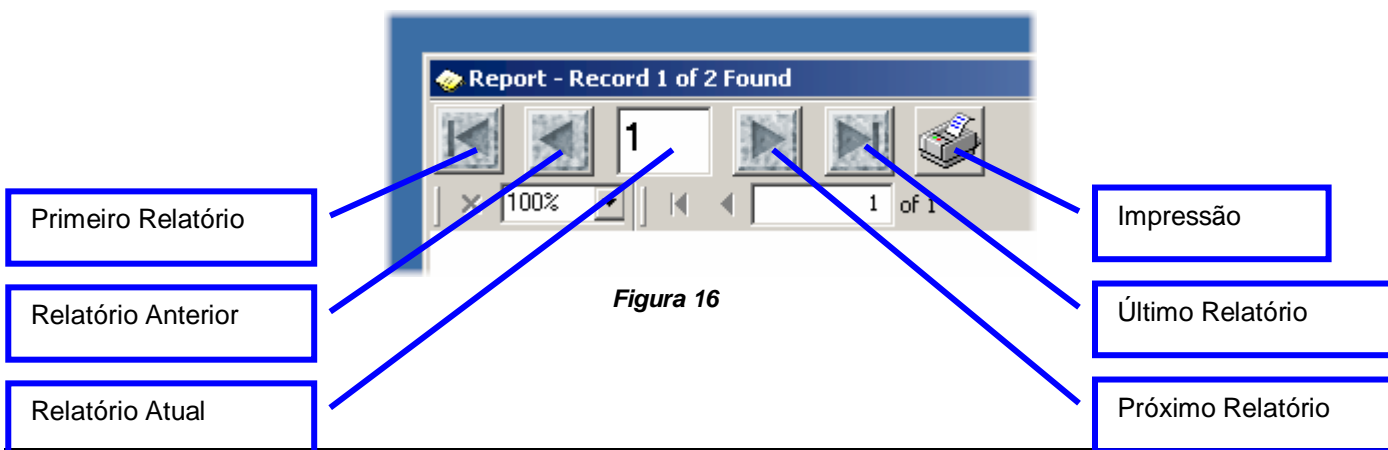 Report - Record 1 of 2 Found
1
100%
1 of 1
Primeiro Relatório
Impressão
Figura 16
Relatório Anterior
Último Relatório
Relatório Atual
Próximo Relatório